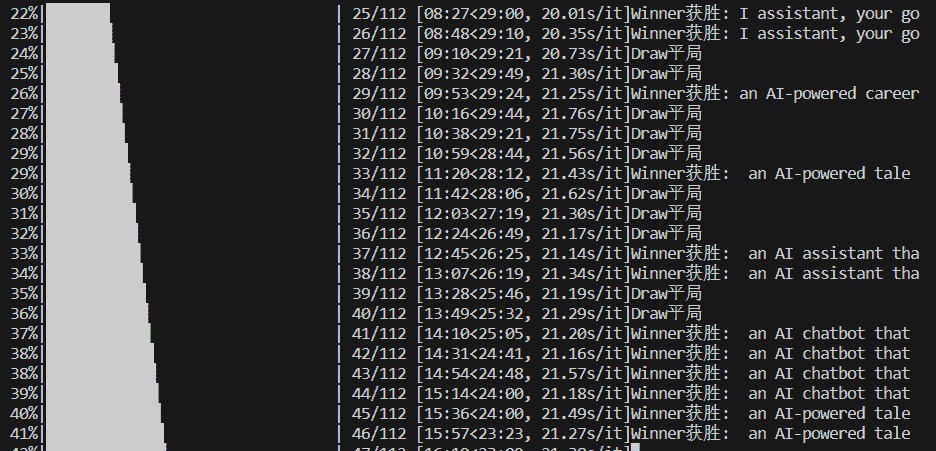 22%| | 25/112 [08:27<29:00, 20.01s/it]Winner获胜: I assistant, your go
23%| | 26/112 [08:48<29:10, 20.35s/it]Winner获胜: I assistant, your go
24%| | 27/112 [09:10<29:21, 20.73s/it]Draw平局
25%| | 28/112 [09:32<29:49, 21.30s/it]Draw平局
26%| | 29/112 [09:53<29:24, 21.25s/it]Winner获胜: an AI-powered career
27%| | 30/112 [10:16<29:44, 21.76s/it]Draw平局
28%| | 31/112 [10:38<29:21, 21.75s/it]Draw平局
29%| | 32/112 [10:59<28:44, 21.56s/it]Draw平局
29%| | 33/112 [11:20<28:12, 21.43s/it]Winner获胜:  an AI-powered tale
30%| | 34/112 [11:42<28:06, 21.62s/it]Draw平局
31%| | 35/112 [12:03<27:19, 21.30s/it]Draw平局
32%| | 36/112 [12:24<26:49, 21.17s/it]Draw平局
33%| | 37/112 [12:45<26:25, 21.14s/it]Winner获胜:  an AI assistant tha
34%| | 38/112 [13:07<26:19, 21.34s/it]Winner获胜:  an AI assistant tha
35%| | 39/112 [13:28<25:46, 21.19s/it]Draw平局
36%| | 40/112 [13:49<25:32, 21.29s/it]Draw平局
37%| | 41/112 [14:10<25:05, 21.20s/it]Winner获胜:  an AI chatbot that
38%| | 42/112 [14:31<24:41, 21.16s/it]Winner获胜:  an AI chatbot that
38%| | 43/112 [14:54<24:48, 21.57s/it]Winner获胜:  an AI chatbot that
39%| | 44/112 [15:14<24:00, 21.18s/it]Winner获胜:  an AI chatbot that
40%| | 45/112 [15:36<24:00, 21.49s/it]Winner获胜:  an AI-powered tale
41%| | 46/112 [15:57<23:23, 21.27s/it]Winner获胜:  an AI-powered tale